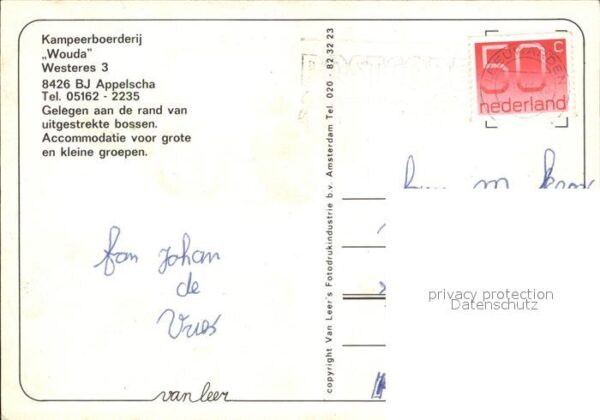 Kampeerboerderij
„Wouda”
Westeres 3
8426 BJ Appelscha
Tel. 05162 - 2235
Gelegen aan de rand van
uitgestrekte bossen.
Accommodatie voor grote
en kleine groepen.
fan Johan
de
Vries
van leer
copyright Van Leer's Fotodrukindustrie b.v. Amsterdam Tel. 020 - 82 32 23
50 c
nederland
privacy protection
Datenschutz